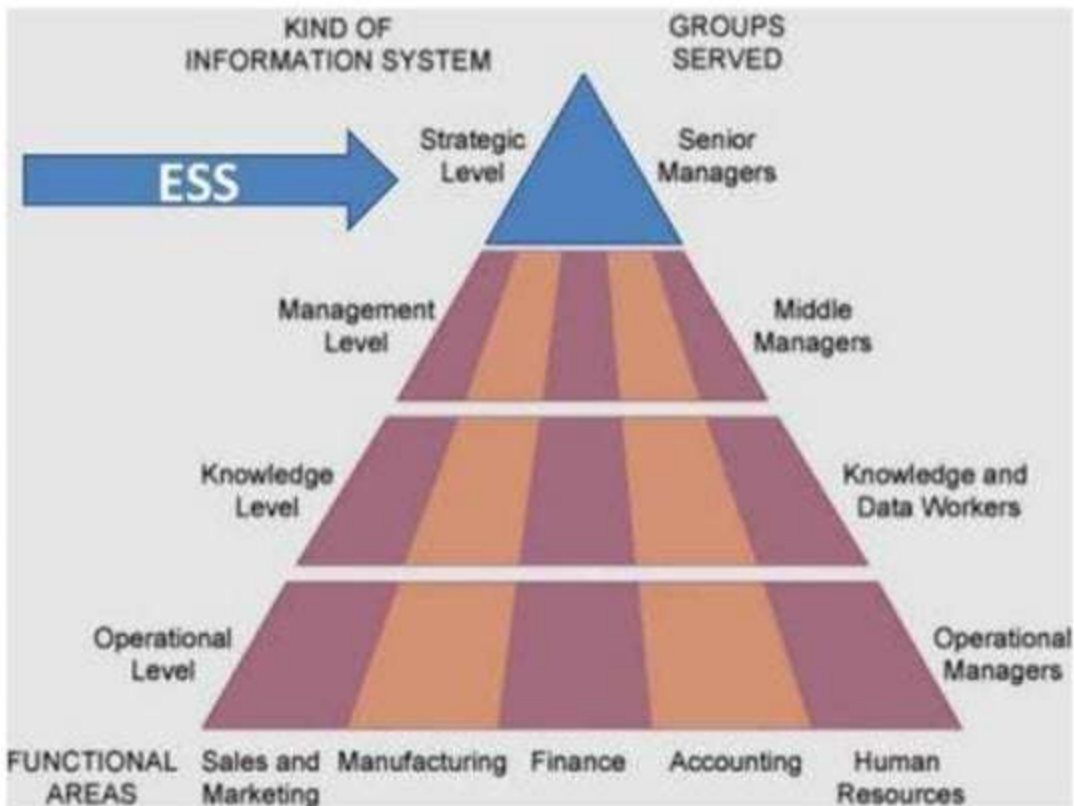 KIND OF
INFORMATION SYSTEM
GROUPS
SERVED
ESS
Strategic
Level
Senior
Managers
Management
Level
Middle
Managers
Knowledge
Level
Knowledge and
Data Workers
Operational
Level
Operational
Managers
FUNCTIONAL
AREAS
Sales and
Marketing
Manufacturing
Finance
Accounting
Human
Resources